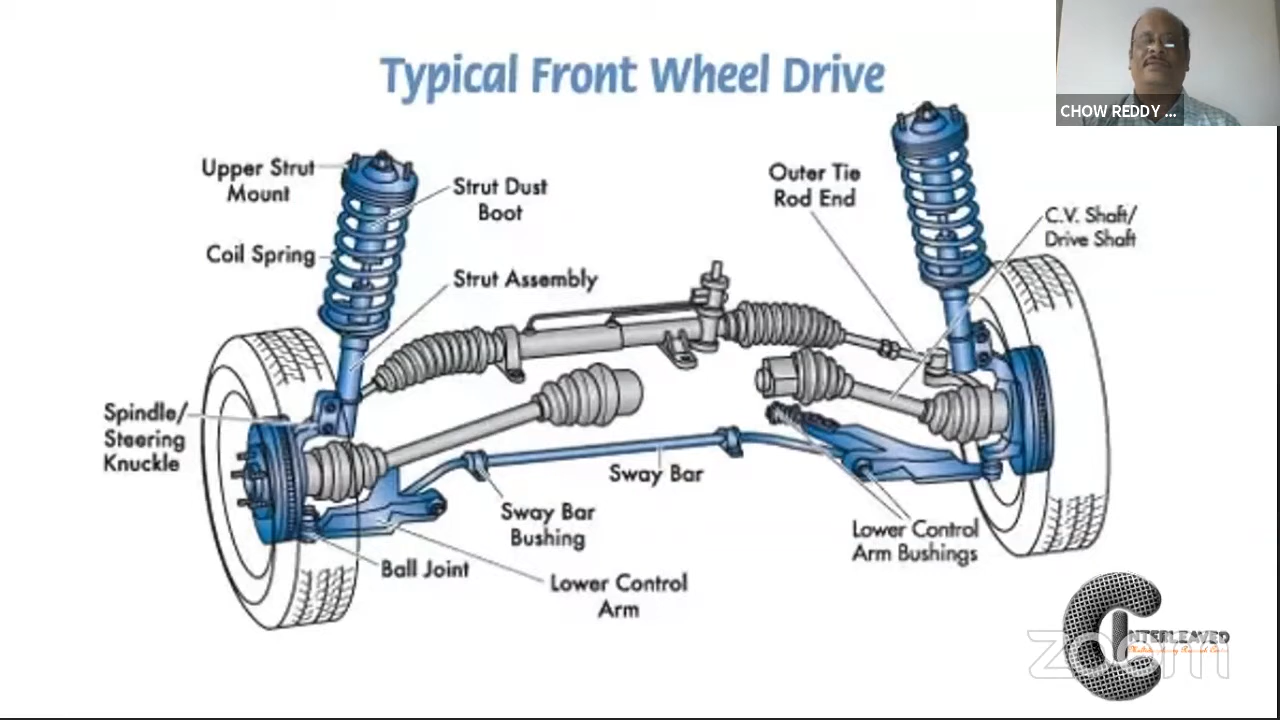 CHOW REDDY ...
Typical Front Wheel Drive
Upper Strut
Mount
Strut Dust
Boot
Outer Tie
Rod End
C.V. Shaft/
Drive Shaft
Coil Spring
Strut Assembly
Spindle/
Steering
Knuckle
Sway Bar
Sway Bar
Bushing
Lower Control
Arm Bushings
Ball Joint
Lower Control
Arm
INTERLEAVED
zoom